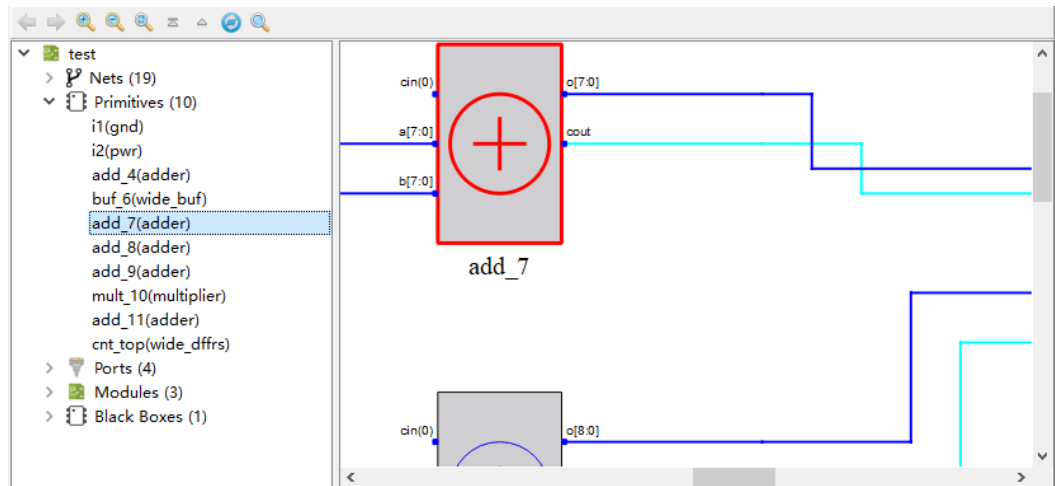 test
Nets (19)
Primitives (10)
i1(gnd)
i2(pwr)
add_4(adder)
buf_6(wide_buf)
add_7(adder)
add_8(adder)
add_9(adder)
mult_10(multiplier)
add_11(adder)
cnt_top(wide_dffrs)
Ports (4)
Modules (3)
Black Boxes (1)
cin(0)
o[7:0]
a[7:0]
cout
b[7:0]
add_7
cin(0)
o[8:0]